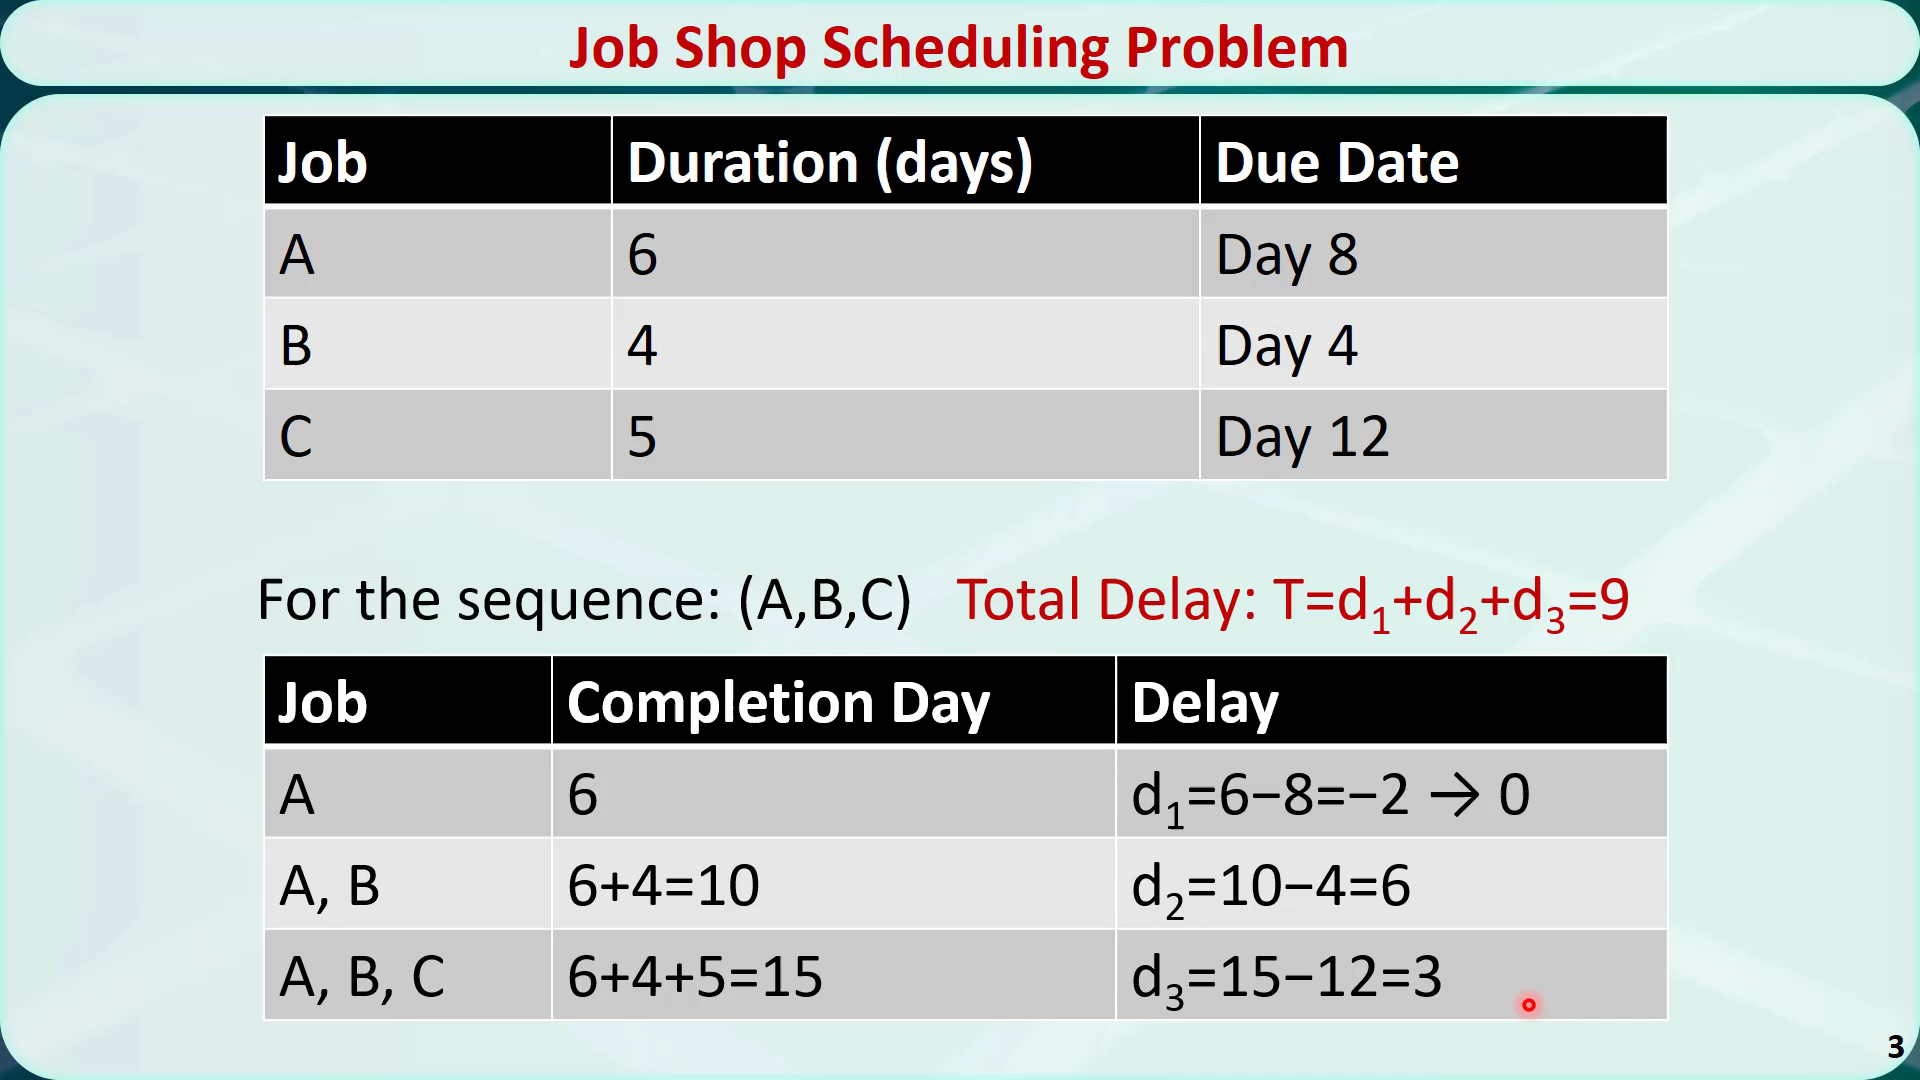 Job Shop Scheduling Problem
Job Duration (days) Due Date
A 6 Day 8
B 4 Day 4
C 5 Day 12
For the sequence: (A,B,C) Total Delay: T=d₁+d₂+d₃=9
Job Completion Day Delay
A 6 d₁=6−8=−2 → 0
A, B 6+4=10 d₂=10−4=6
A, B, C 6+4+5=15 d₃=15−12=3
3